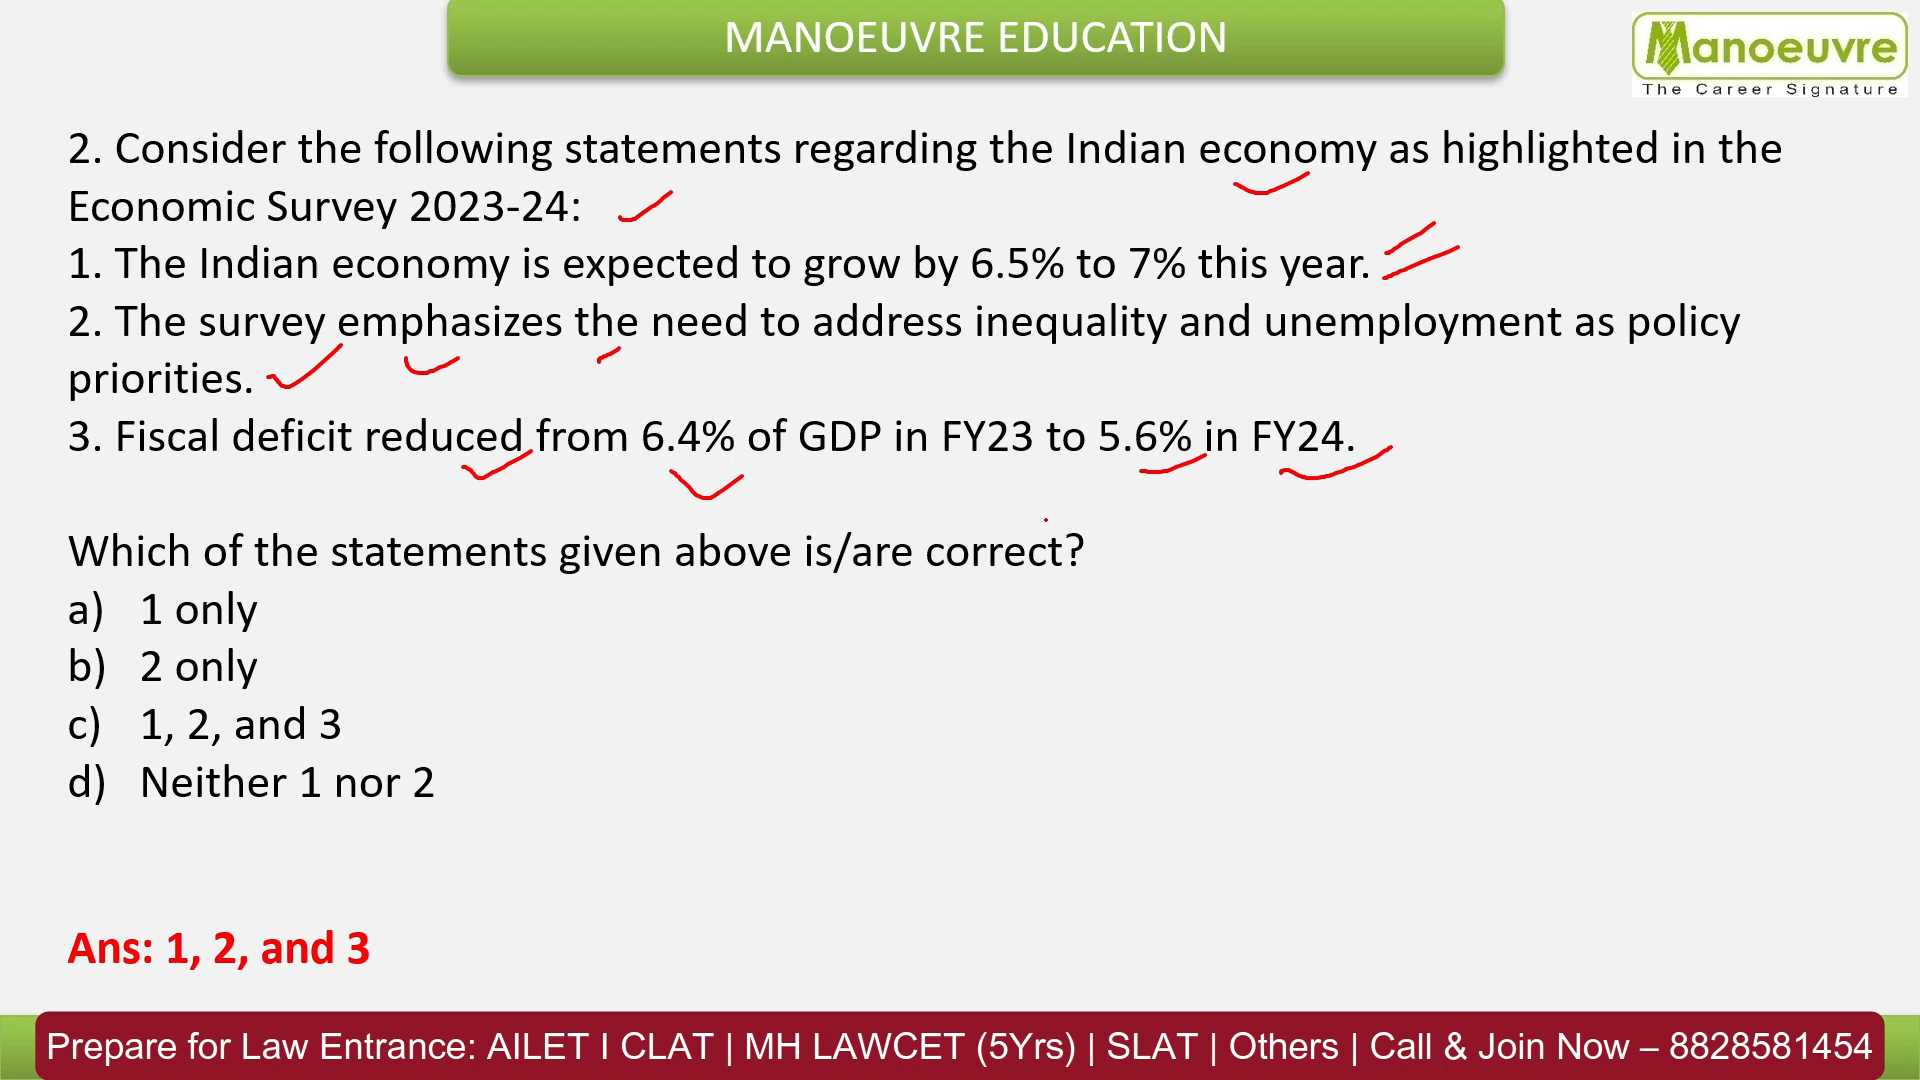 MANOEUVRE EDUCATION
Manoeuvre
The Career Signature
2. Consider the following statements regarding the Indian economy as highlighted in the
Economic Survey 2023-24:
1. The Indian economy is expected to grow by 6.5% to 7% this year.
2. The survey emphasizes the need to address inequality and unemployment as policy
priorities.
3. Fiscal deficit reduced from 6.4% of GDP in FY23 to 5.6% in FY24.
Which of the statements given above is/are correct?
a) 1 only
b) 2 only
c) 1, 2, and 3
d) Neither 1 nor 2
Ans: 1, 2, and 3
Prepare for Law Entrance: AILET I CLAT | MH LAWCET (5Yrs) | SLAT | Others | Call & Join Now – 8828581454